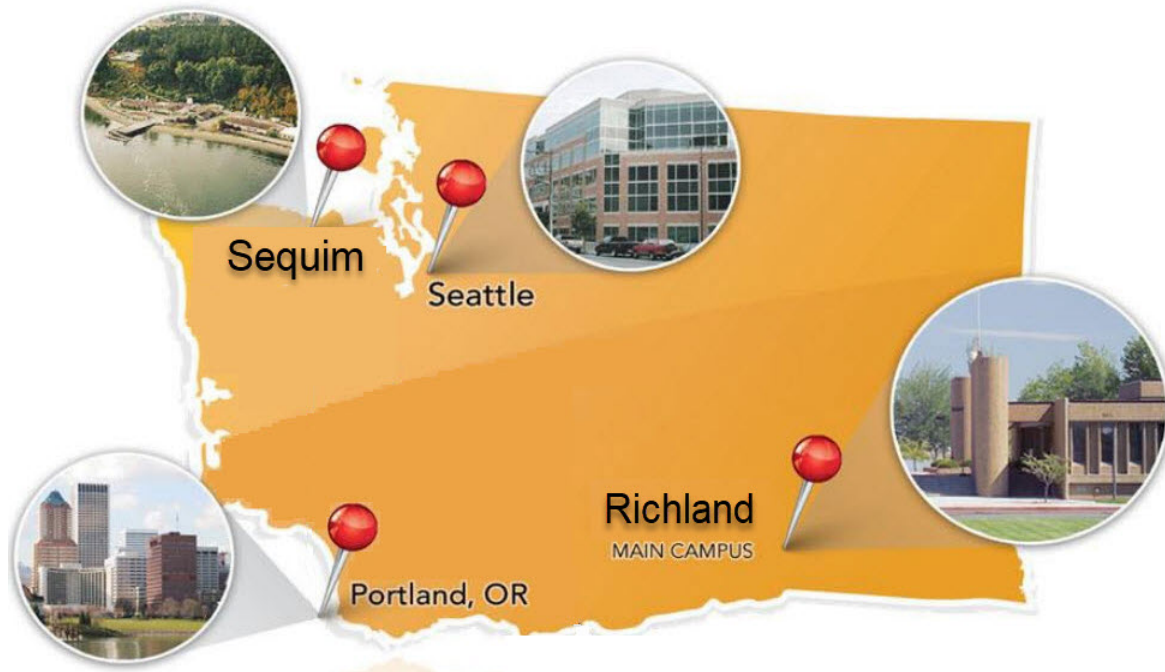 Sequim
Seattle
Richland
MAIN CAMPUS
Portland, OR